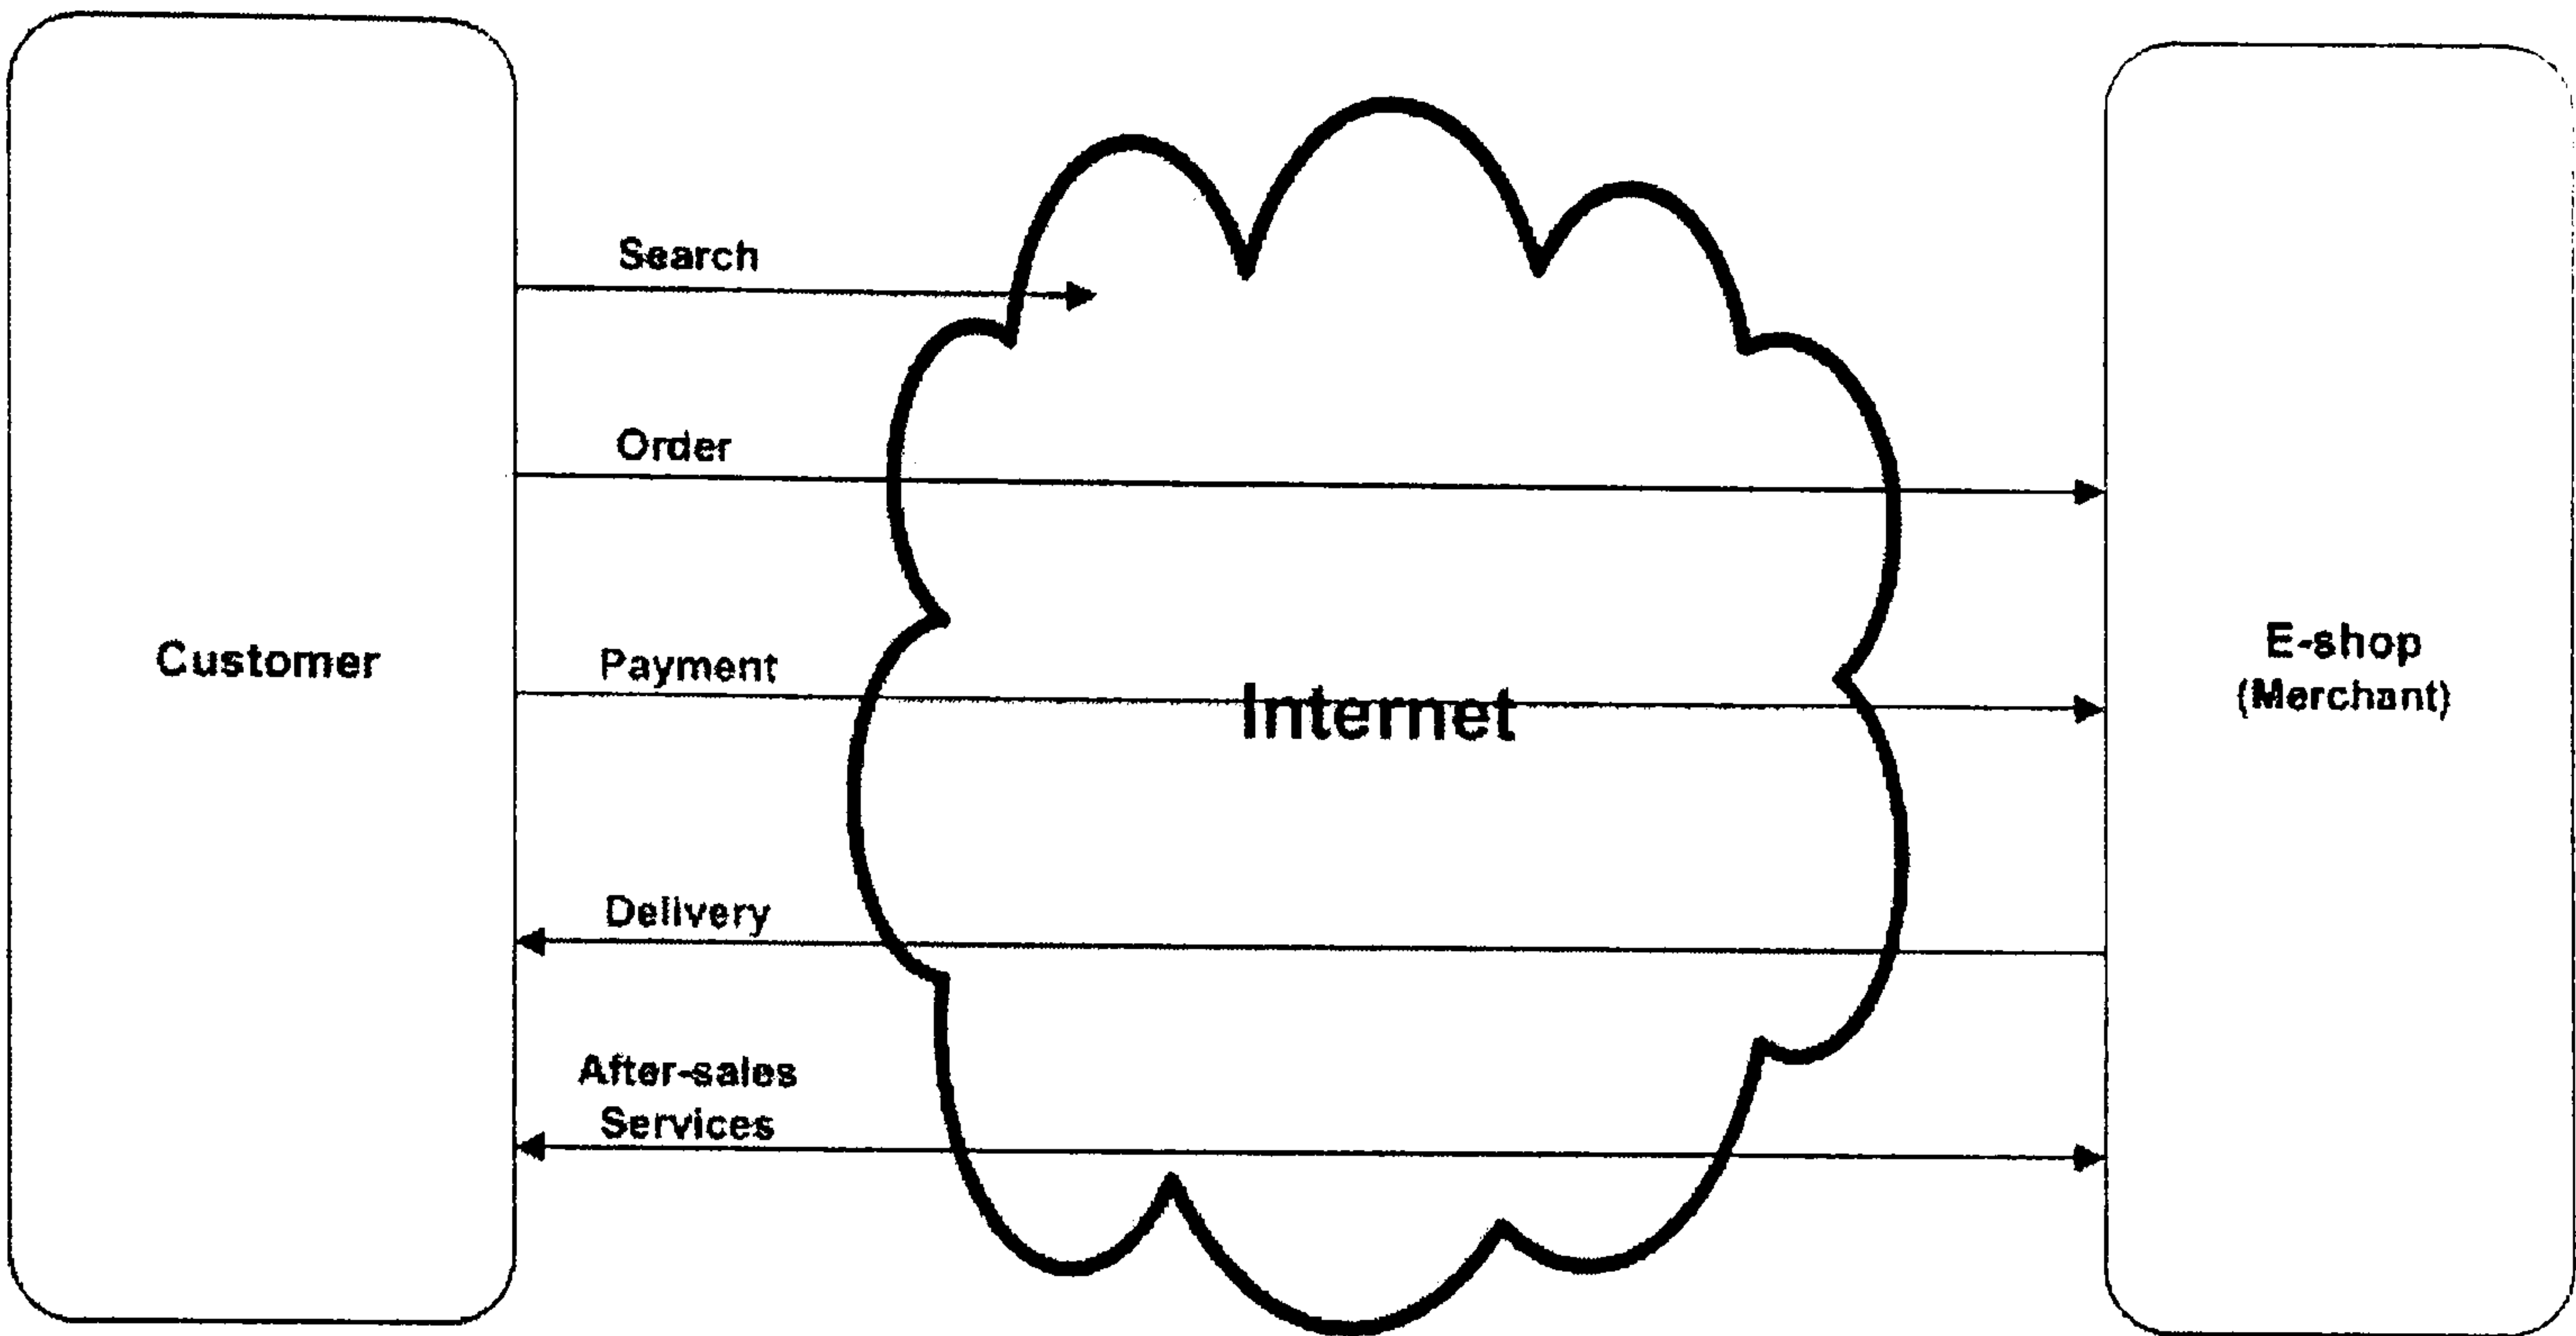 Search
Order
Customer
Payment
Internet
E-shop
(Merchant)
Delivery
After-sales
Services